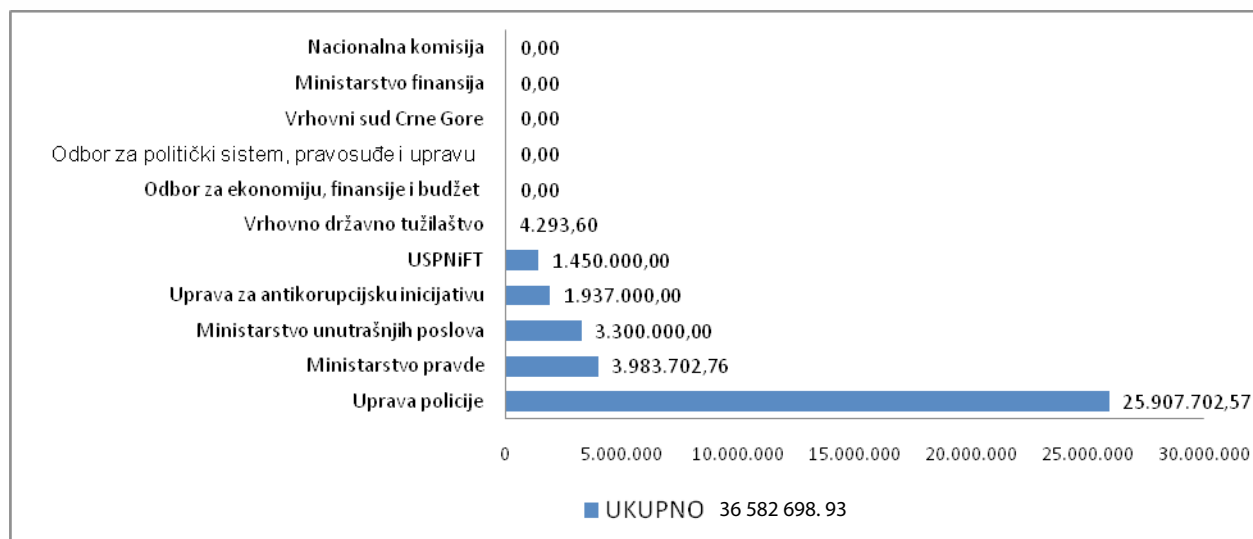 Nacionalna komisija 0,00
Ministarstvo finansija 0,00
Vrhovni sud Crne Gore 0,00
Odbor za politički sistem, pravosuđe i upravu 0,00
Odbor za ekonomiju, finansije i budžet 0,00
Vrhovno državno tužilaštvo 4.293,60
USPNiFT 1.450.000,00
Uprava za antikorupcijsku inicijativu 1.937.000,00
Ministarstvo unutrašnjih poslova 3.300.000,00
Ministarstvo pravde 3.983.702,76
Uprava policije 25.907.702,57
0 5.000.000 10.000.000 15.000.000 20.000.000 25.000.000 30.000.000
UKUPNO 36 582 698. 93